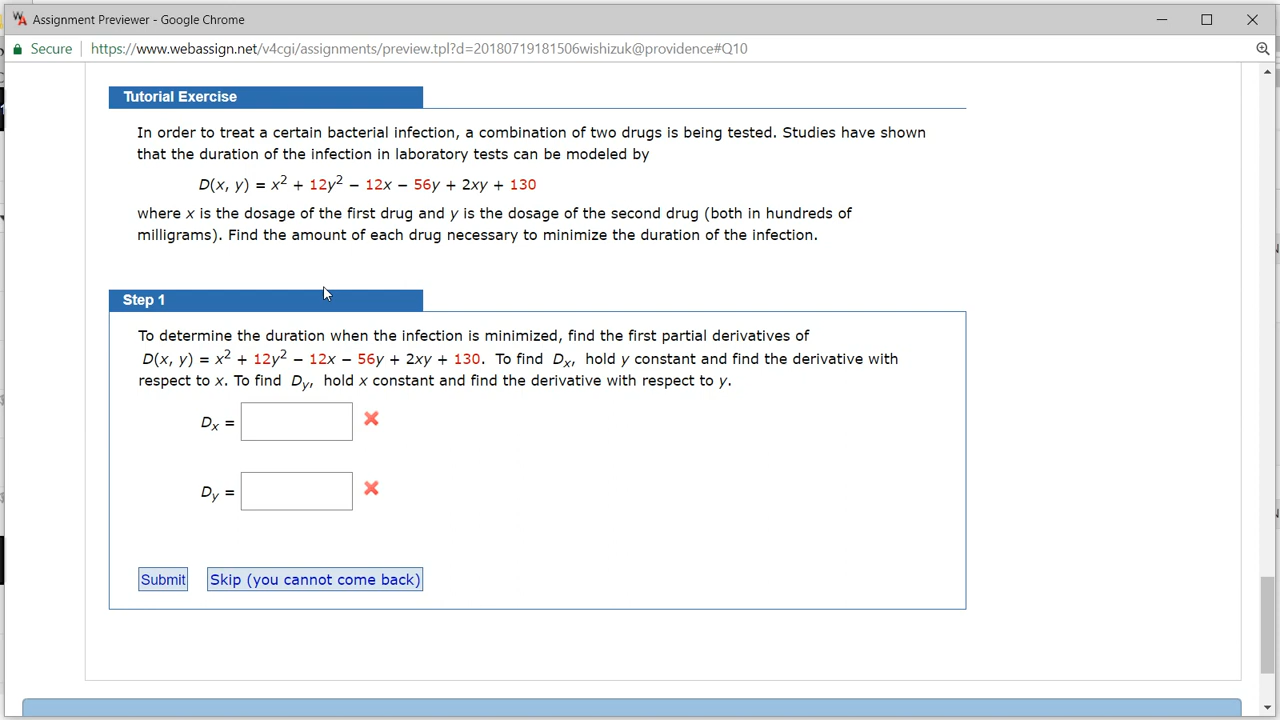 Assignment Previewer - Google Chrome
Secure | https://www.webassign.net/v4cgi/assignments/preview.tpl?d=20180719181506wishizuk@providence#Q10
Tutorial Exercise
In order to treat a certain bacterial infection, a combination of two drugs is being tested. Studies have shown
that the duration of the infection in laboratory tests can be modeled by
D(x, y) = x² + 12y² − 12x − 56y + 2xy + 130
where x is the dosage of the first drug and y is the dosage of the second drug (both in hundreds of
milligrams). Find the amount of each drug necessary to minimize the duration of the infection.
Step 1
To determine the duration when the infection is minimized, find the first partial derivatives of
D(x, y) = x² + 12y² − 12x − 56y + 2xy + 130. To find Dx, hold y constant and find the derivative with
respect to x. To find Dy, hold x constant and find the derivative with respect to y.
Dx =
Dy =
Submit Skip (you cannot come back)